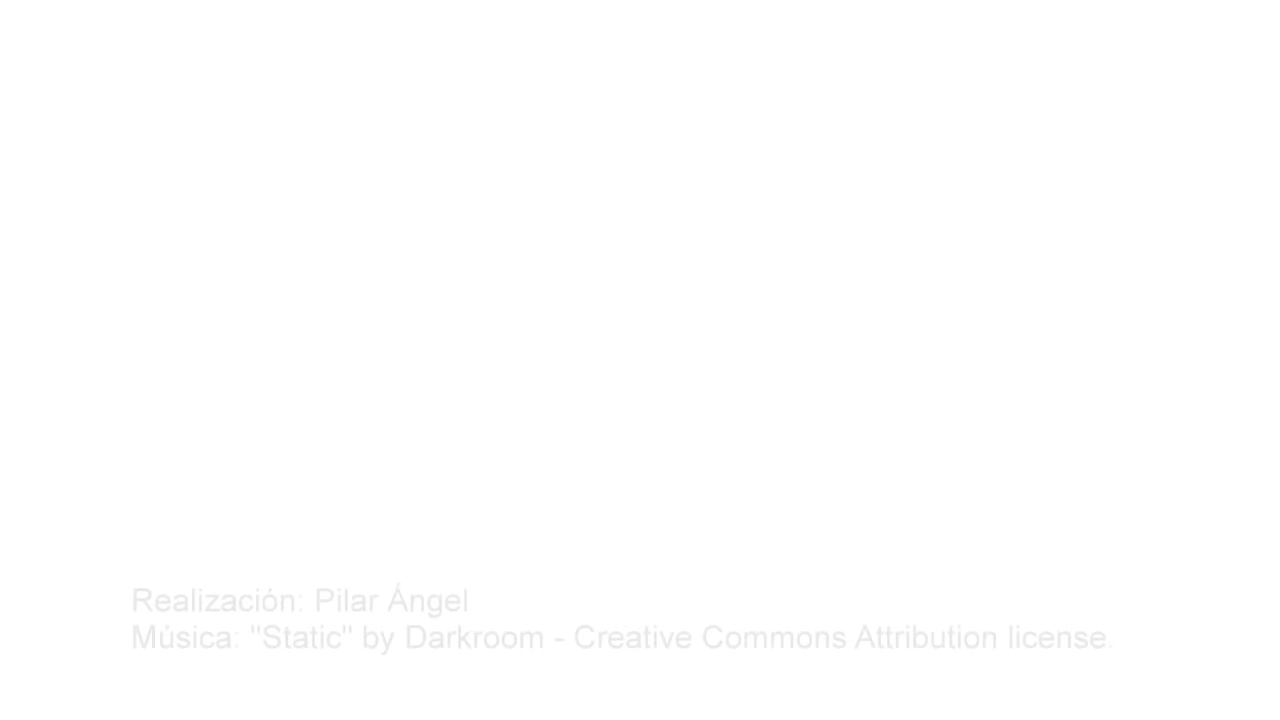 Realización: Pilar Ángel
Música: "Static" by Darkroom - Creative Commons Attribution license.